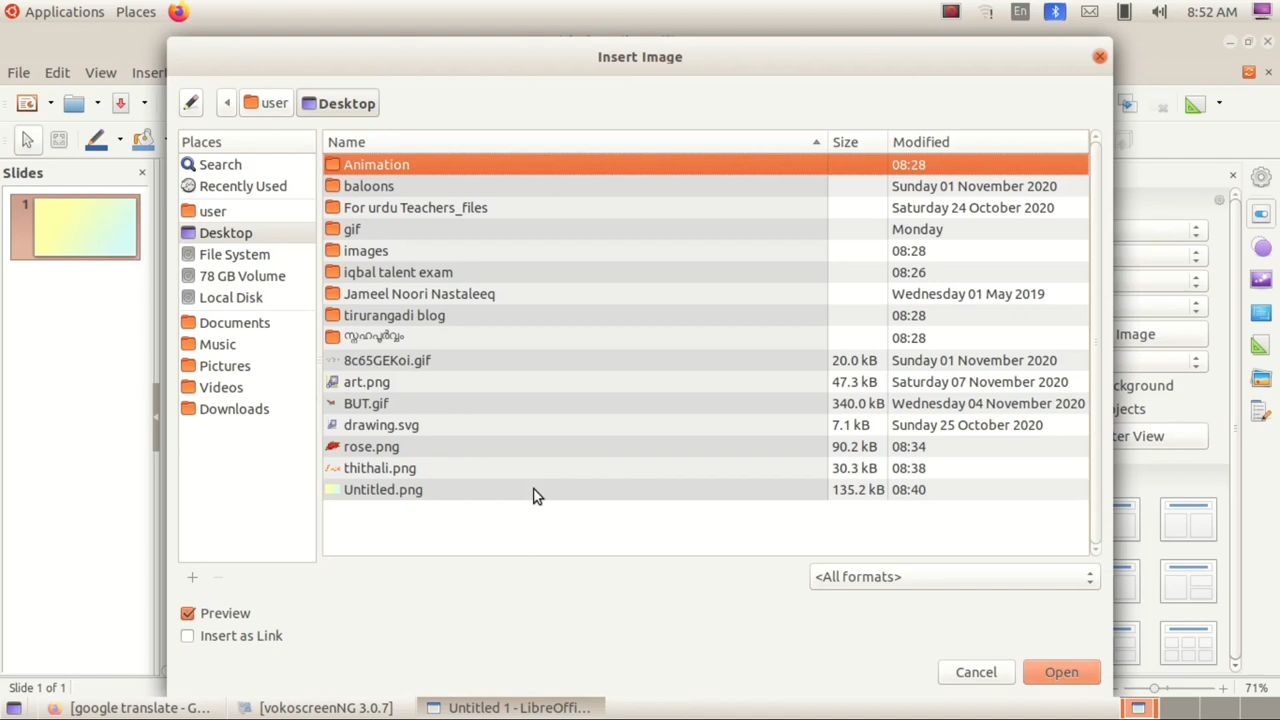 Applications Places En 8:52 AM
Insert Image
File Edit View Inser
user Desktop
Places Name Size Modified
Search Animation 08:28
Recently Used baloons Sunday 01 November 2020
user For urdu Teachers_files Saturday 24 October 2020
Desktop gif Monday
File System images 08:28
78 GB Volume iqbal talent exam 08:26
Local Disk Jameel Noori Nastaleeq Wednesday 01 May 2019
Documents tirurangadi blog 08:28
Music സ്നഹപൂർവ്വം 08:28
Pictures 8c65GEKoi.gif 20.0 kB Sunday 01 November 2020
Videos art.png 47.3 kB Saturday 07 November 2020
Downloads BUT.gif 340.0 kB Wednesday 04 November 2020
drawing.svg 7.1 kB Sunday 25 October 2020
rose.png 90.2 kB 08:34
thithali.png 30.3 kB 08:38
Untitled.png 135.2 kB 08:40
<All formats>
Preview
Insert as Link
Cancel Open
Slides
1
Image
ckground
jects
ter View
Slide 1 of 1 71%
[google translate - G... [vokoscreenNG 3.0.7] Untitled 1 - LibreOffi...